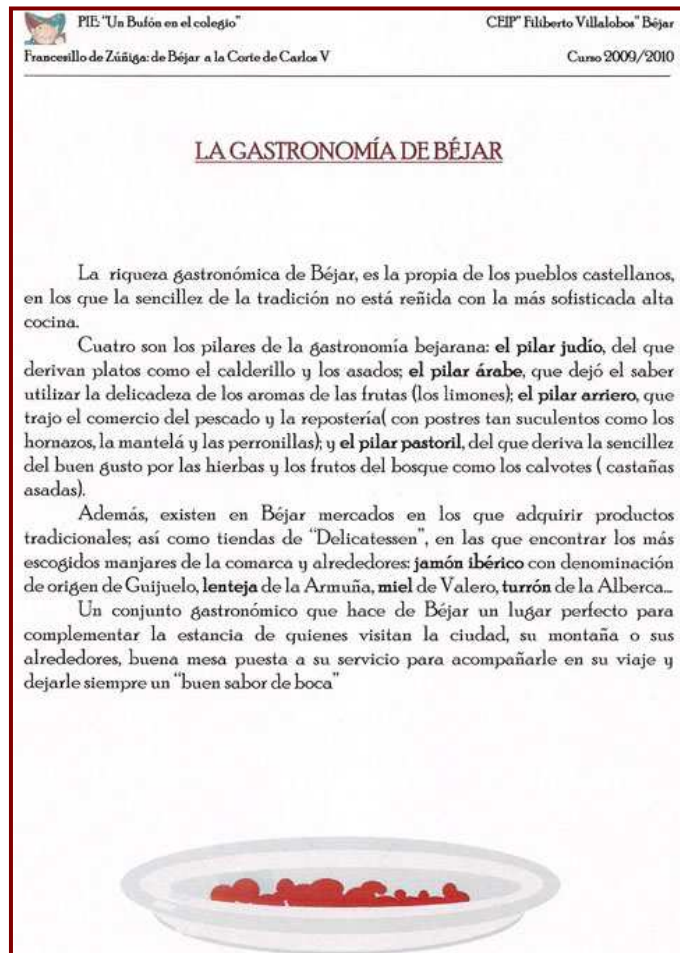 PIE "Un Bufón en el colegio"
CEIP" Filiberto Villalobos" Béjar
Francesillo de Zúñiga: de Béjar a la Corte de Carlos V
Curso 2009/2010
LA GASTRONOMÍA DE BÉJAR
La riqueza gastronómica de Béjar, es la propia de los pueblos castellanos,
en los que la sencillez de la tradición no está reñida con la más sofisticada alta
cocina.
Cuatro son los pilares de la gastronomía bejarana: el pilar judío, del que
derivan platos como el calderillo y los asados; el pilar árabe, que dejó el saber
utilizar la delicadeza de los aromas de las frutas (los limones); el pilar arriero, que
trajo el comercio del pescado y la repostería( con postres tan suculentos como los
hornazos, la mantelá y las perronillas); y el pilar pastoril, del que deriva la sencillez
del buen gusto por las hierbas y los frutos del bosque como los calvotes ( castañas
asadas).
Además, existen en Béjar mercados en los que adquirir productos
tradicionales; así como tiendas de "Delicatessen", en las que encontrar los más
escogidos manjares de la comarca y alrededores: jamón ibérico con denominación
de origen de Guijuelo, lenteja de la Armuña, miel de Valero, turrón de la Alberca...
Un conjunto gastronómico que hace de Béjar un lugar perfecto para
complementar la estancia de quienes visitan la ciudad, su montaña o sus
alrededores, buena mesa puesta a su servicio para acompañarle en su viaje y
dejarle siempre un "buen sabor de boca"